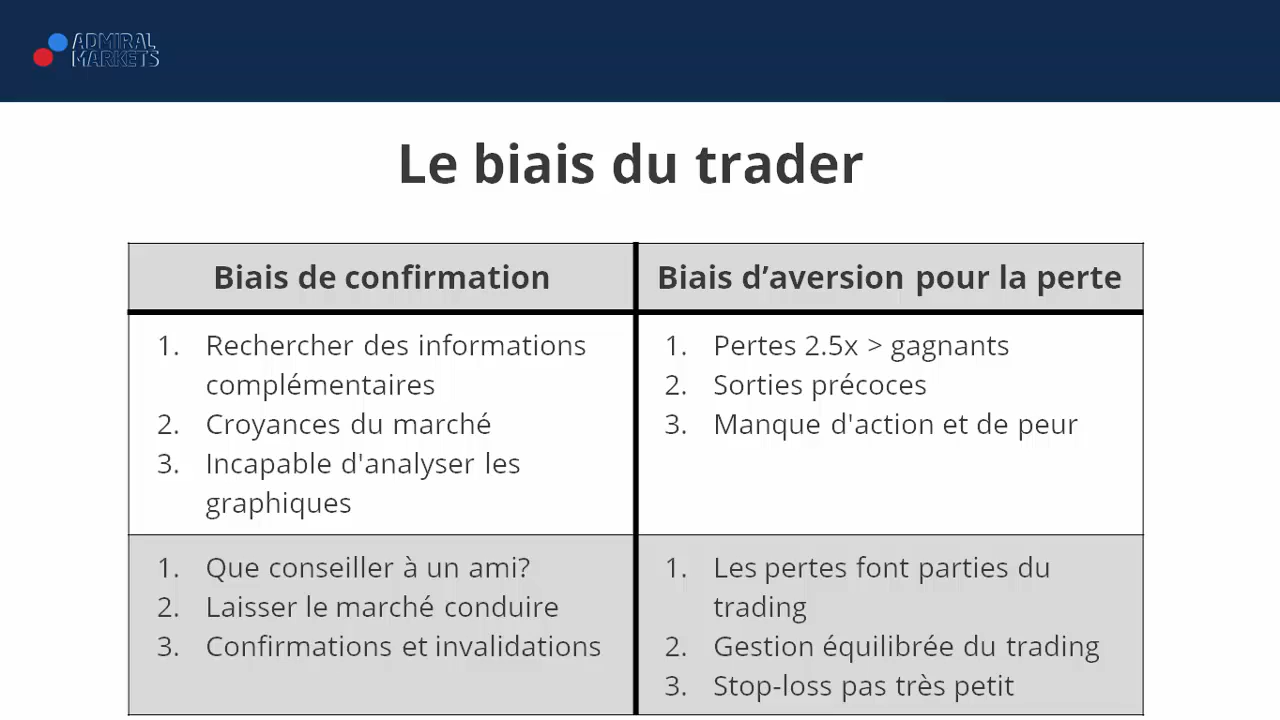 ADMIRAL
MARKETS
Le biais du trader
Biais de confirmation
Biais d’aversion pour la perte
1. Rechercher des informations
complémentaires
2. Croyances du marché
3. Incapable d'analyser les
graphiques
1. Pertes 2.5x > gagnants
2. Sorties précoces
3. Manque d'action et de peur
1. Que conseiller à un ami?
2. Laisser le marché conduire
3. Confirmations et invalidations
1. Les pertes font parties du
trading
2. Gestion équilibrée du trading
3. Stop-loss pas très petit